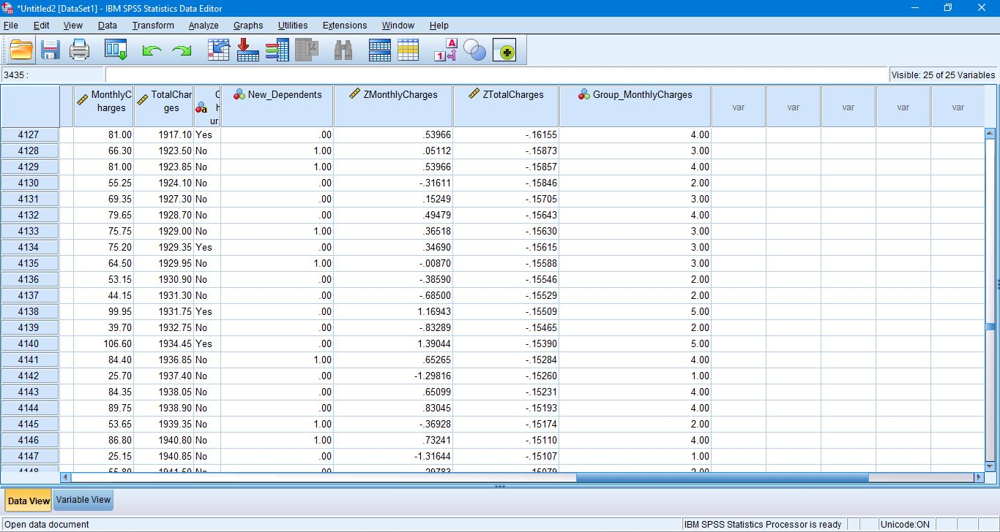 *Untitled2 [DataSet1] - IBM SPSS Statistics Data Editor
File Edit View Data Transform Analyze Graphs Utilities Extensions Window Help
3435 : Visible: 25 of 25 Variables
MonthlyCharges TotalCharges Chur New_Dependents ZMonthlyCharges ZTotalCharges Group_MonthlyCharges var var var var var
4127 81.00 1917.10 Yes .00 .53966 -.16155 4.00
4128 66.30 1923.50 No 1.00 .05112 -.15873 3.00
4129 81.00 1923.85 No 1.00 .53966 -.15857 4.00
4130 55.25 1924.10 No .00 -.31611 -.15846 2.00
4131 69.35 1927.30 No .00 .15249 -.15705 3.00
4132 79.65 1928.70 No .00 .49479 -.15643 4.00
4133 75.75 1929.00 No 1.00 .36518 -.15630 3.00
4134 75.20 1929.35 Yes .00 .34690 -.15615 3.00
4135 64.50 1929.95 No 1.00 -.00870 -.15588 3.00
4136 53.15 1930.90 No .00 -.38590 -.15546 2.00
4137 44.15 1931.30 No .00 -.68500 -.15529 2.00
4138 99.95 1931.75 Yes .00 1.16943 -.15509 5.00
4139 39.70 1932.75 No .00 -.83289 -.15465 2.00
4140 106.60 1934.45 Yes .00 1.39044 -.15390 5.00
4141 84.40 1936.85 No 1.00 .65265 -.15284 4.00
4142 25.70 1937.40 No .00 -1.29816 -.15260 1.00
4143 84.35 1938.05 No .00 .65099 -.15231 4.00
4144 89.75 1938.90 No .00 .83045 -.15193 4.00
4145 53.65 1939.35 No 1.00 -.36928 -.15174 2.00
4146 86.80 1940.80 No 1.00 .73241 -.15110 4.00
4147 25.15 1940.85 No .00 -1.31644 -.15107 1.00
4148 55.80 1941.50 No .00
Data View Variable View
Open data document IBM SPSS Statistics Processor is ready Unicode:ON